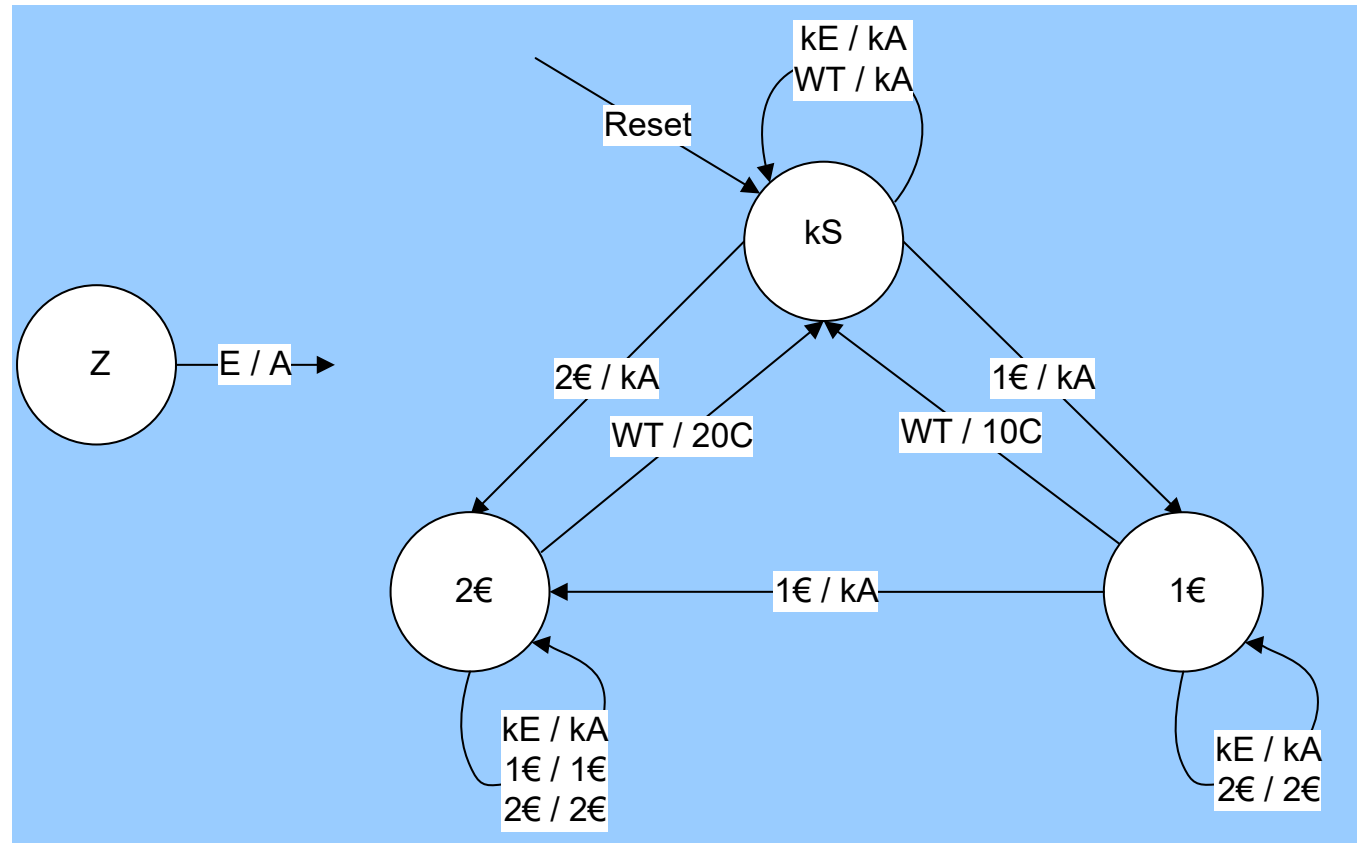 kE / kA
WT / kA
Reset
kS
Z
E / A
2€ / kA
1€ / kA
WT / 20C
WT / 10C
2€
1€ / kA
1€
kE / kA
1€ / 1€
2€ / 2€
kE / kA
2€ / 2€